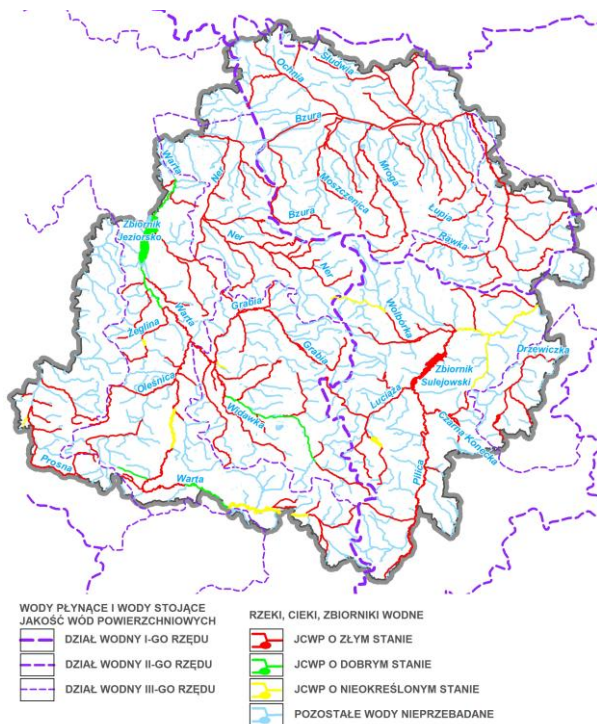 Ochnia
Słudwia
Bzura
Warta
Ner
Mroga
Moszczenica
Zbiornik
Jeziorsko
Bzura
Łupia
Rawka
Ner
Ner
Wolbórka
Grabia
Warta
Żeglina
Grabia
Drzewiczka
Zbiornik
Sulejowski
Oleśnica
Luciąża
Widawka
Czarna Konecka
Prosna
Warta
Pilica
WODY PŁYNĄCE I WODY STOJĄCE
JAKOŚĆ WÓD POWIERZCHNIOWYCH
DZIAŁ WODNY I-GO RZĘDU
DZIAŁ WODNY II-GO RZĘDU
DZIAŁ WODNY III-GO RZĘDU
RZEKI, CIEKI, ZBIORNIKI WODNE
JCWP O ZŁYM STANIE
JCWP O DOBRYM STANIE
JCWP O NIEOKREŚLONYM STANIE
POZOSTAŁE WODY NIEPRZEBADANE